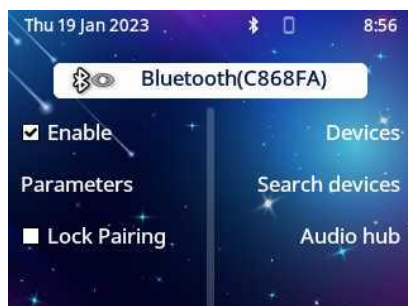 Thu 19 Jan 2023 8:56
Bluetooth(C868FA)
Enable Devices
Parameters Search devices
Lock Pairing Audio hub